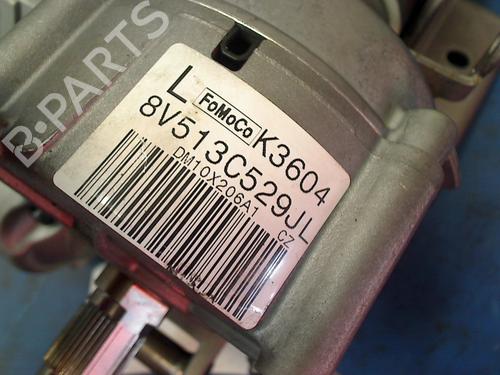 L FoMoCo K3604
8V513C529JL
DM10X206A1
CZ
B-PARTS